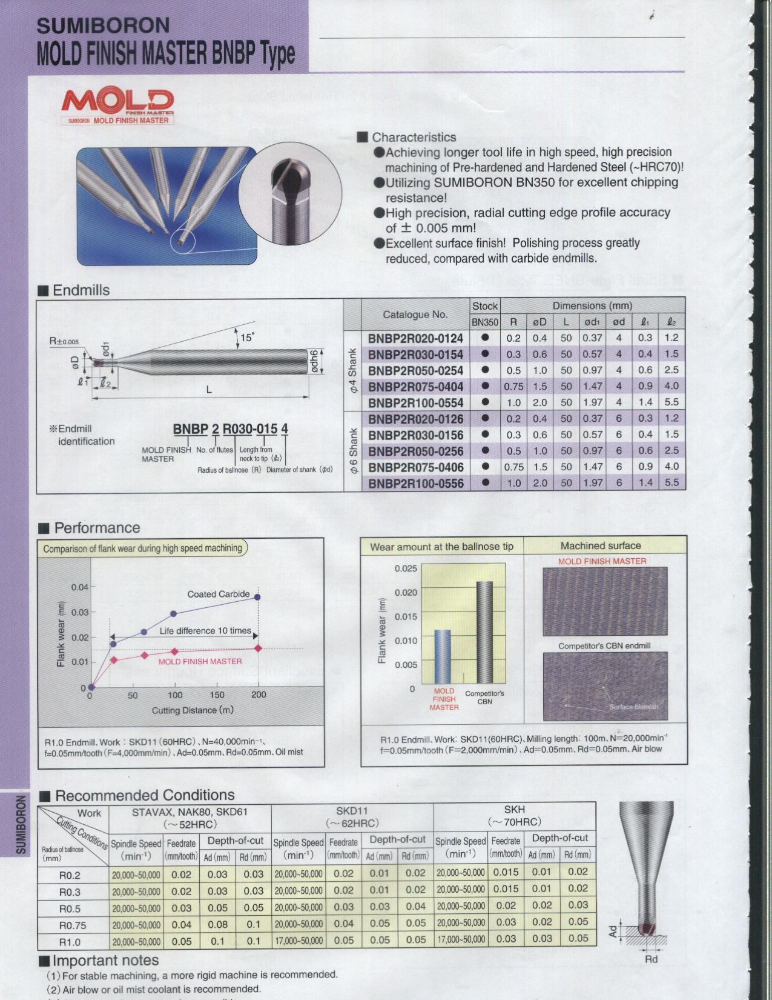 SUMIBORON
MOLD FINISH MASTER BNBP Type
MOLD
FINISH MASTER
SUMIBORON MOLD FINISH MASTER
■ Characteristics
●Achieving longer tool life in high speed, high precision
machining of Pre-hardened and Hardened Steel (~HRC70)!
●Utilizing SUMIBORON BN350 for excellent chipping
resistance!
●High precision, radial cutting edge profile accuracy
of ± 0.005 mm!
●Excellent surface finish! Polishing process greatly
reduced, compared with carbide endmills.
■ Endmills
R±0.005
øD
ød1
15°
ødh6
ℓ1
ℓ2
L
※Endmill
identification
BNBP 2 R030-015 4
MOLD FINISH
MASTER
No. of flutes
Length from
neck to tip (ℓ2)
Radius of ballnose (R)
Diameter of shank (φd)
Catalogue No. Stock Dimensions (mm)
BN350 R øD L ød1 ød ℓ1 ℓ2
φ4 Shank
BNBP2R020-0124 ● 0.2 0.4 50 0.37 4 0.3 1.2
BNBP2R030-0154 ● 0.3 0.6 50 0.57 4 0.4 1.5
BNBP2R050-0254 ● 0.5 1.0 50 0.97 4 0.6 2.5
BNBP2R075-0404 ● 0.75 1.5 50 1.47 4 0.9 4.0
BNBP2R100-0554 ● 1.0 2.0 50 1.97 4 1.4 5.5
φ6 Shank
BNBP2R020-0126 ● 0.2 0.4 50 0.37 6 0.3 1.2
BNBP2R030-0156 ● 0.3 0.6 50 0.57 6 0.4 1.5
BNBP2R050-0256 ● 0.5 1.0 50 0.97 6 0.6 2.5
BNBP2R075-0406 ● 0.75 1.5 50 1.47 6 0.9 4.0
BNBP2R100-0556 ● 1.0 2.0 50 1.97 6 1.4 5.5
■ Performance
Comparison of flank wear during high speed machining
Flank wear (mm)
0.04
0.03
0.02
0.01
0
Coated Carbide
Life difference 10 times
MOLD FINISH MASTER
0 50 100 150 200
Cutting Distance (m)
R1.0 Endmill、Work : SKD11 (60HRC)、N=40,000min⁻¹、
f=0.05mm/tooth (F=4,000mm/min)、Ad=0.05mm、Rd=0.05mm、Oil mist
Wear amount at the ballnose tip
Flank wear (mm)
0.025
0.020
0.015
0.010
0.005
0
MOLD
FINISH
MASTER
Competitor's
CBN
Machined surface
MOLD FINISH MASTER
Competitor's CBN endmill
Surface blemish
R1.0 Endmill、Work: SKD11(60HRC)、Milling length: 100m、N=20,000min⁻¹
f=0.05mm/tooth (F=2,000mm/min)、Ad=0.05mm、Rd=0.05mm、Air blow
SUMIBORON
■ Recommended Conditions
Work
Cutting Conditions
Radius of ballnose
(mm)
STAVAX, NAK80, SKD61 SKD11 SKH
(~52HRC) (~62HRC) (~70HRC)
Spindle Speed Feedrate Depth-of-cut Spindle Speed Feedrate Depth-of-cut Spindle Speed Feedrate Depth-of-cut
(min⁻¹) (mm/tooth) Ad (mm) Rd (mm) (min⁻¹) (mm/tooth) Ad (mm) Rd (mm) (min⁻¹) (mm/tooth) Ad (mm) Rd (mm)
R0.2 20,000~50,000 0.02 0.03 0.03 20,000~50,000 0.02 0.01 0.02 20,000~50,000 0.015 0.01 0.02
R0.3 20,000~50,000 0.02 0.03 0.03 20,000~50,000 0.02 0.01 0.02 20,000~50,000 0.015 0.01 0.02
R0.5 20,000~50,000 0.03 0.05 0.05 20,000~50,000 0.03 0.03 0.04 20,000~50,000 0.02 0.02 0.03
R0.75 20,000~50,000 0.04 0.08 0.1 20,000~50,000 0.04 0.05 0.05 20,000~50,000 0.03 0.02 0.05
R1.0 20,000~50,000 0.05 0.1 0.1 17,000~50,000 0.05 0.05 0.05 17,000~50,000 0.03 0.03 0.05
Ad
Rd
■ Important notes
(1) For stable machining, a more rigid machine is recommended.
(2) Air blow or oil mist coolant is recommended.